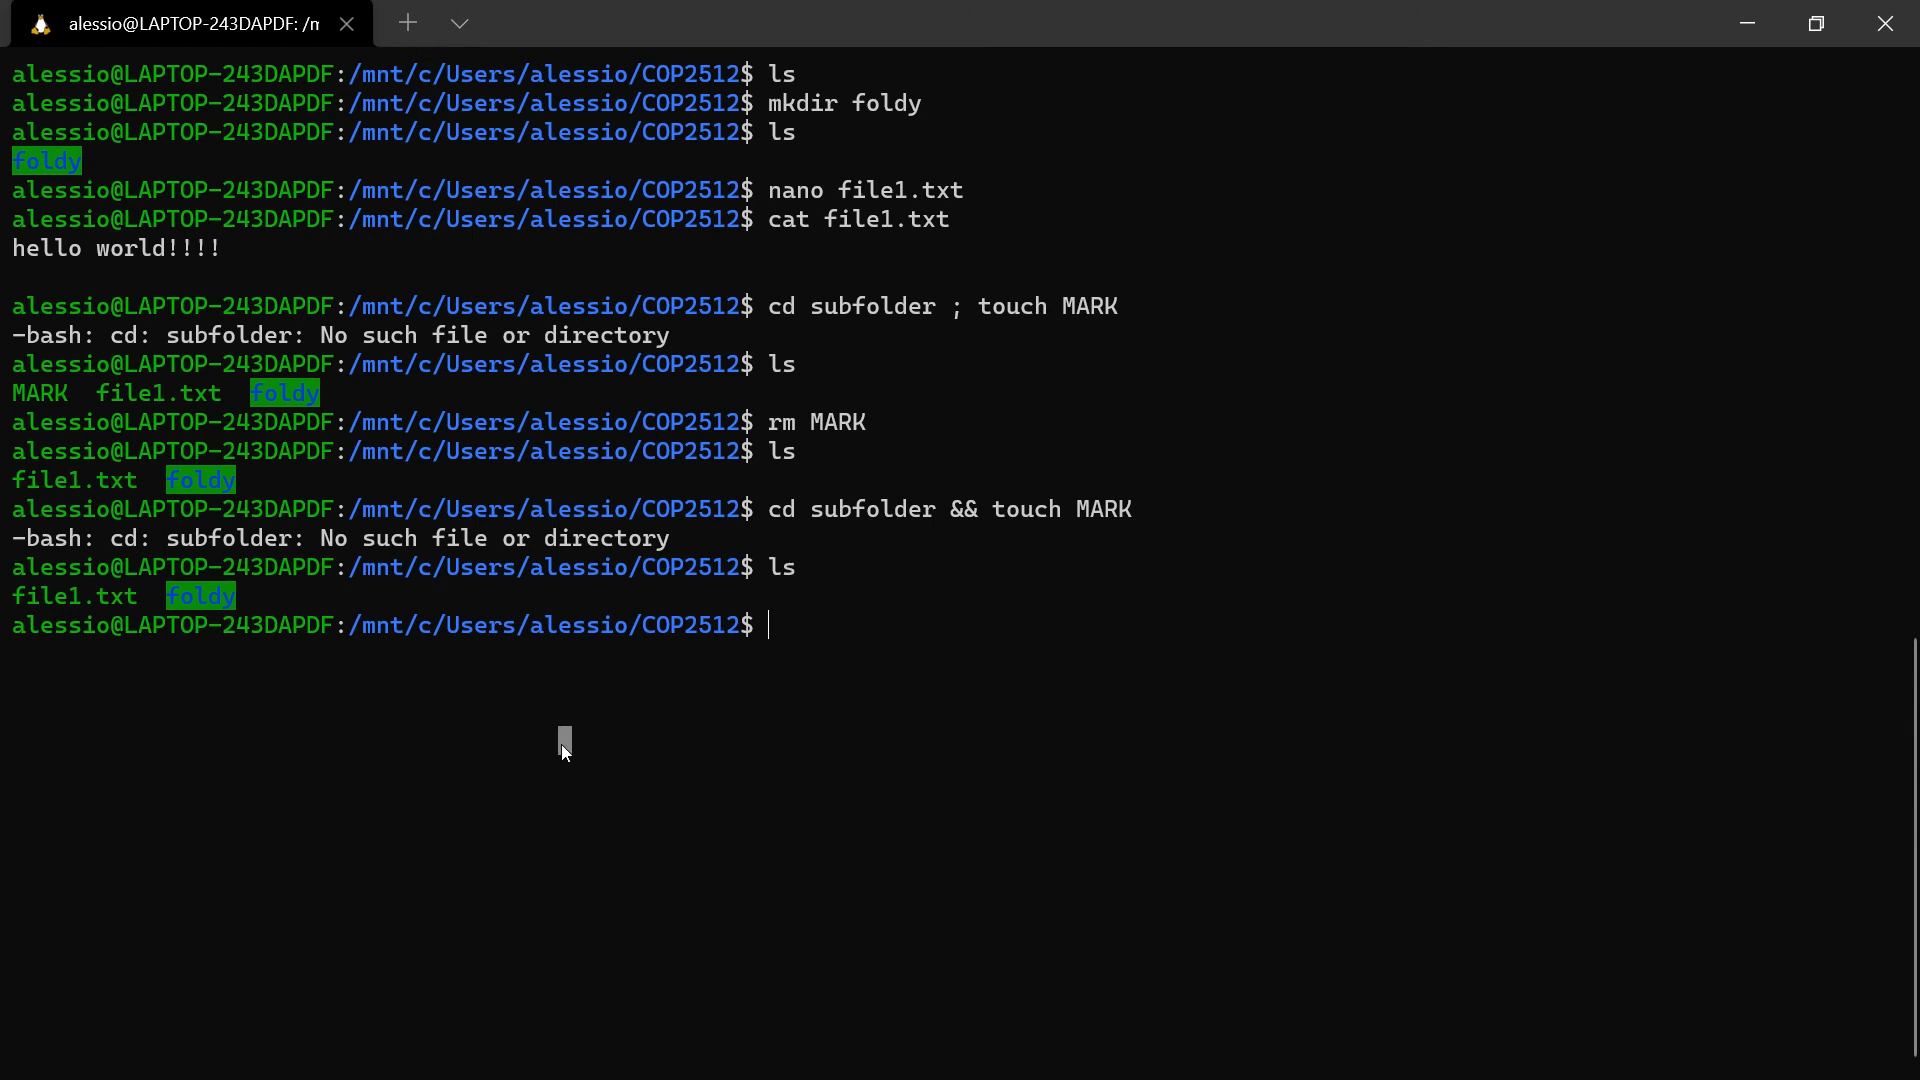 alessio@LAPTOP-243DAPDF: /m
alessio@LAPTOP-243DAPDF:/mnt/c/Users/alessio/COP2512$ ls
alessio@LAPTOP-243DAPDF:/mnt/c/Users/alessio/COP2512$ mkdir foldy
alessio@LAPTOP-243DAPDF:/mnt/c/Users/alessio/COP2512$ ls
foldy
alessio@LAPTOP-243DAPDF:/mnt/c/Users/alessio/COP2512$ nano file1.txt
alessio@LAPTOP-243DAPDF:/mnt/c/Users/alessio/COP2512$ cat file1.txt
hello world!!!!
alessio@LAPTOP-243DAPDF:/mnt/c/Users/alessio/COP2512$ cd subfolder ; touch MARK
-bash: cd: subfolder: No such file or directory
alessio@LAPTOP-243DAPDF:/mnt/c/Users/alessio/COP2512$ ls
MARK  file1.txt  foldy
alessio@LAPTOP-243DAPDF:/mnt/c/Users/alessio/COP2512$ rm MARK
alessio@LAPTOP-243DAPDF:/mnt/c/Users/alessio/COP2512$ ls
file1.txt  foldy
alessio@LAPTOP-243DAPDF:/mnt/c/Users/alessio/COP2512$ cd subfolder && touch MARK
-bash: cd: subfolder: No such file or directory
alessio@LAPTOP-243DAPDF:/mnt/c/Users/alessio/COP2512$ ls
file1.txt  foldy
alessio@LAPTOP-243DAPDF:/mnt/c/Users/alessio/COP2512$